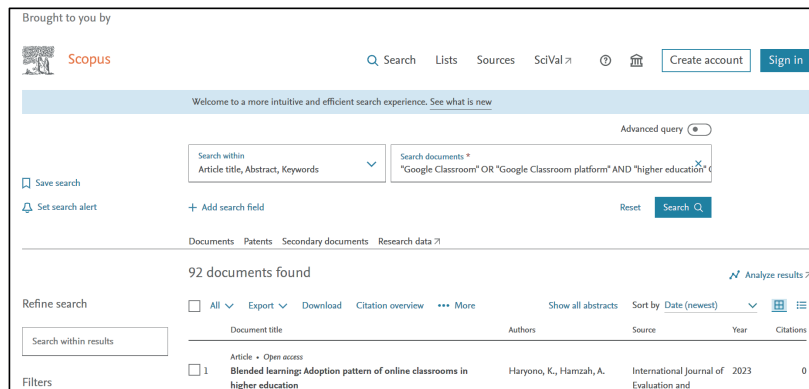 Brought to you by
Scopus
Search Lists Sources SciVal Create account Sign in
Welcome to a more intuitive and efficient search experience. See what is new
Advanced query
Search within
Article title, Abstract, Keywords
Search documents *
"Google Classroom" OR "Google Classroom platform" AND "higher education"
Save search
Set search alert
+ Add search field
Reset Search
Documents Patents Secondary documents Research data
92 documents found
Analyze results
Refine search
All Export Download Citation overview ••• More Show all abstracts Sort by Date (newest)
Search within results
Document title Authors Source Year Citations
Article • Open access
1 Blended learning: Adoption pattern of online classrooms in higher education Haryono, K., Hamzah, A. International Journal of Evaluation and 2023 0
Filters